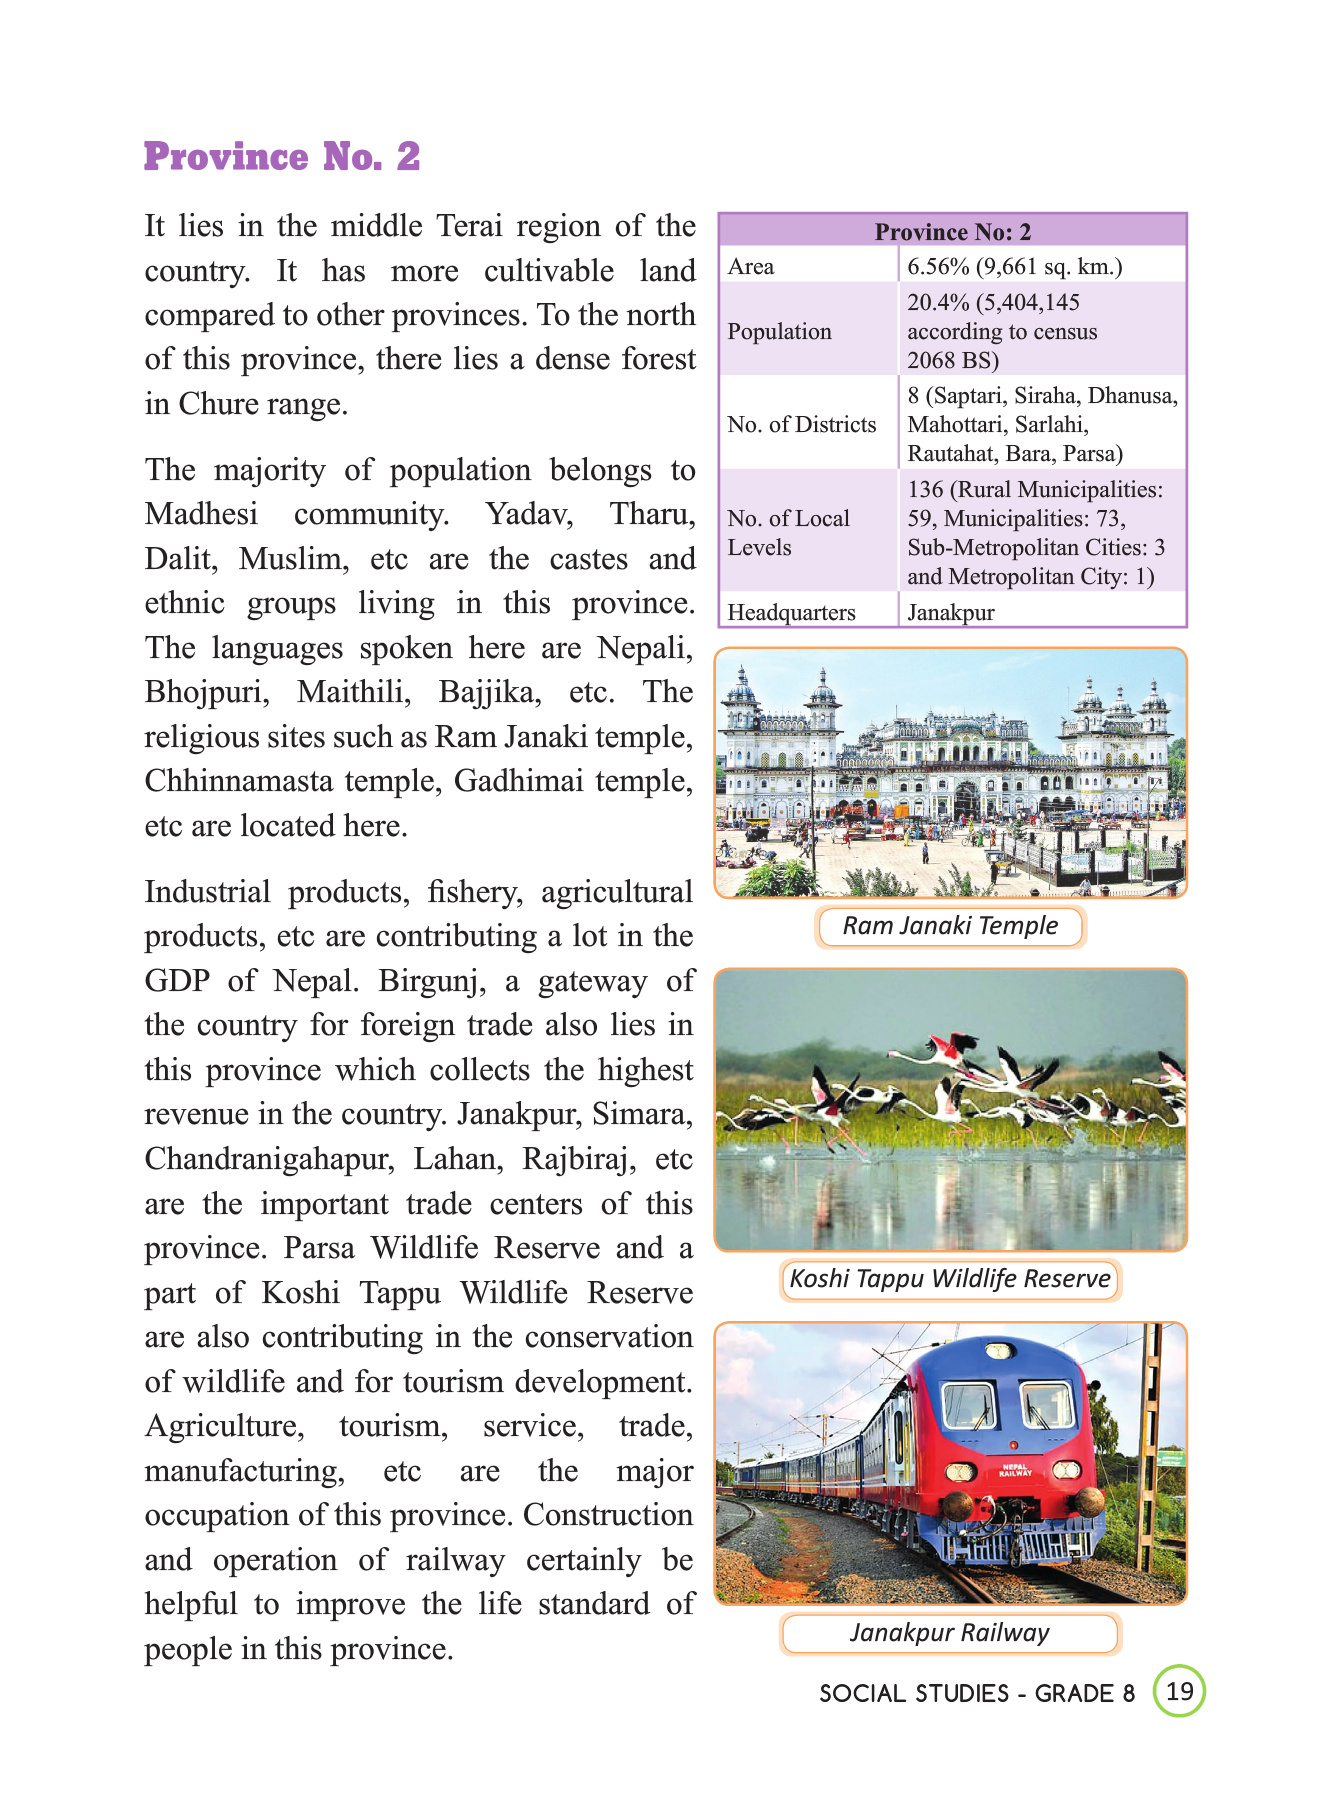 Province No. 2
It lies in the middle Terai region of the
country. It has more cultivable land
compared to other provinces. To the north
of this province, there lies a dense forest
in Chure range.
The majority of population belongs to
Madhesi community. Yadav, Tharu,
Dalit, Muslim, etc are the castes and
ethnic groups living in this province.
The languages spoken here are Nepali,
Bhojpuri, Maithili, Bajjika, etc. The
religious sites such as Ram Janaki temple,
Chhinnamasta temple, Gadhimai temple,
etc are located here.
Industrial products, fishery, agricultural
products, etc are contributing a lot in the
GDP of Nepal. Birgunj, a gateway of
the country for foreign trade also lies in
this province which collects the highest
revenue in the country. Janakpur, Simara,
Chandranigahapur, Lahan, Rajbiraj, etc
are the important trade centers of this
province. Parsa Wildlife Reserve and a
part of Koshi Tappu Wildlife Reserve
are also contributing in the conservation
of wildlife and for tourism development.
Agriculture, tourism, service, trade,
manufacturing, etc are the major
occupation of this province. Construction
and operation of railway certainly be
helpful to improve the life standard of
people in this province.
Province No: 2
Area 6.56% (9,661 sq. km.)
Population 20.4% (5,404,145
according to census
2068 BS)
No. of Districts 8 (Saptari, Siraha, Dhanusa,
Mahottari, Sarlahi,
Rautahat, Bara, Parsa)
No. of Local
Levels
136 (Rural Municipalities:
59, Municipalities: 73,
Sub-Metropolitan Cities: 3
and Metropolitan City: 1)
Headquarters Janakpur
Ram Janaki Temple
Koshi Tappu Wildlife Reserve
NEPAL
RAILWAY
Janakpur Railway
SOCIAL STUDIES - GRADE 8 19